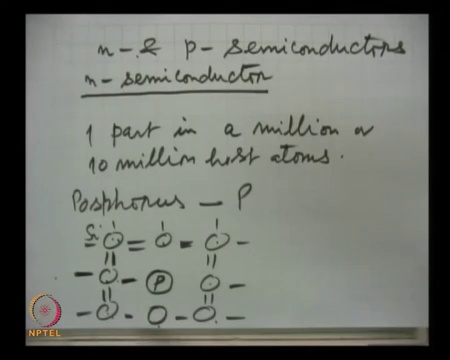 n- & p- semiconductors
n- semiconductor
1 part in a million or
10 million host atoms.
Posphorus — P
Si
P
NPTEL